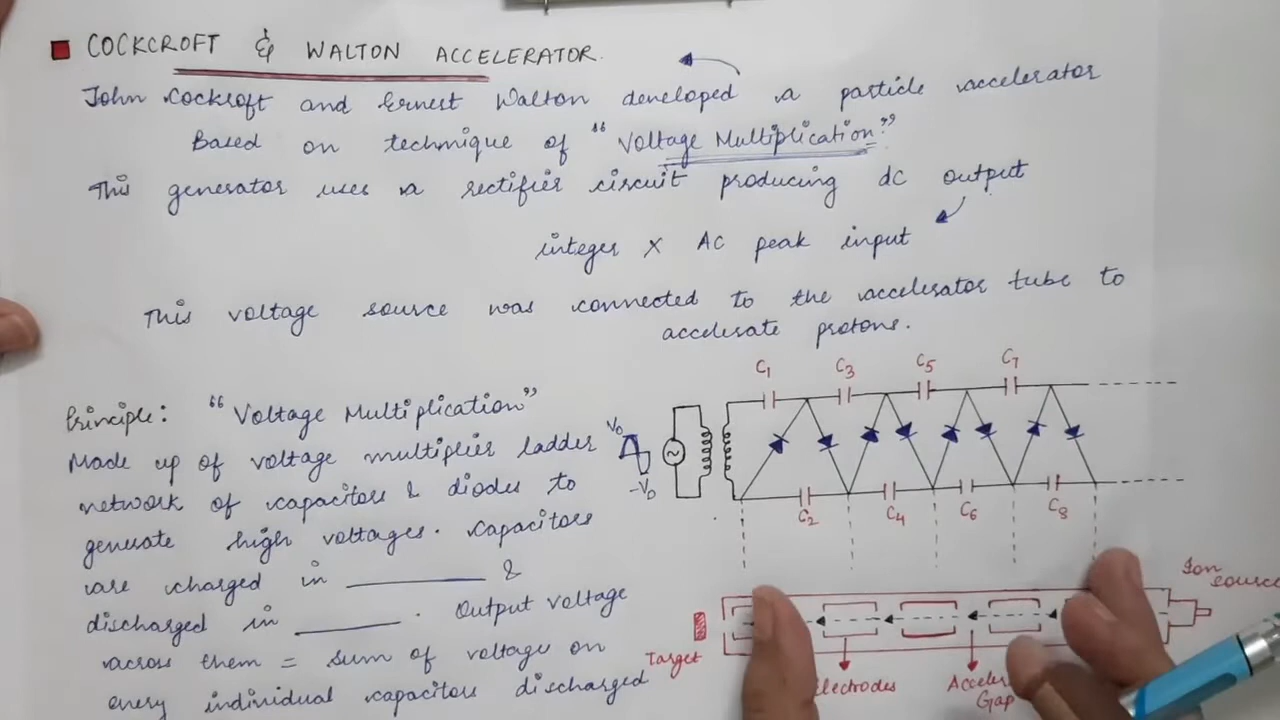 COCKCROFT & WALTON ACCELERATOR.
John Cockroft and Ernest Walton developed a particle accelerator
Based on technique of "Voltage Multiplication."
This generator uses a rectifier circuit producing dc output
integer × AC peak input
This voltage source was connected to the accelerator tube to
accelerate protons.
Principle: "Voltage Multiplication"
Made up of voltage multiplier ladder
network of capacitors & diodes to
generate high voltages. Capacitors
are charged in ________ &
discharged in ________. Output voltage
across them = sum of voltage on
every individual capacitors discharged
C1 C3 C5 C7
V0
-V0
C2 C4 C6 C8
Ion
source
Target
Electrodes
Gap